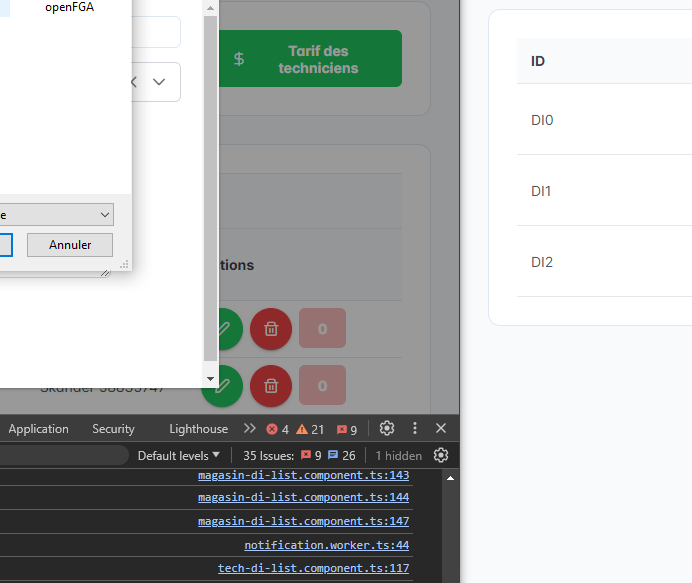 openFGA
Tarif des
techniciens
ID
DI0
DI1
DI2
e
Annuler
tions
0
0
Application Security Lighthouse 4 21 9
Default levels 35 Issues: 9 26 1 hidden
magasin-di-list.component.ts:143
magasin-di-list.component.ts:144
magasin-di-list.component.ts:147
notification.worker.ts:44
tech-di-list.component.ts:117